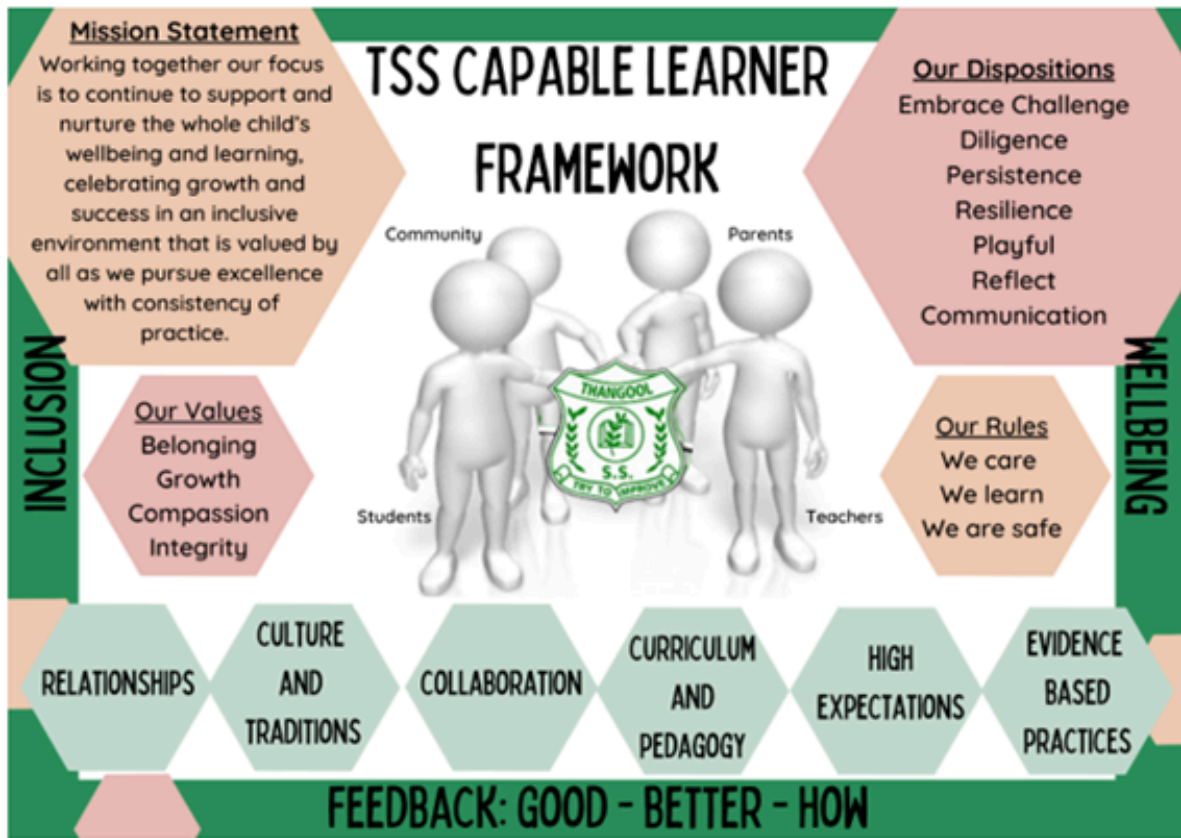 Mission Statement
Working together our focus
is to continue to support and
nurture the whole child's
wellbeing and learning,
celebrating growth and
success in an inclusive
environment that is valued by
all as we pursue excellence
with consistency of
practice.
TSS CAPABLE LEARNER
FRAMEWORK
Our Dispositions
Embrace Challenge
Diligence
Persistence
Resilience
Playful
Reflect
Communication
Community
Parents
THANGOOL
S.S.
TRY TO IMPROVE
Students
Teachers
INCLUSION
Our Values
Belonging
Growth
Compassion
Integrity
Our Rules
We care
We learn
We are safe
WELLBEING
RELATIONSHIPS
CULTURE
AND
TRADITIONS
COLLABORATION
CURRICULUM
AND
PEDAGOGY
HIGH
EXPECTATIONS
EVIDENCE
BASED
PRACTICES
FEEDBACK: GOOD - BETTER - HOW